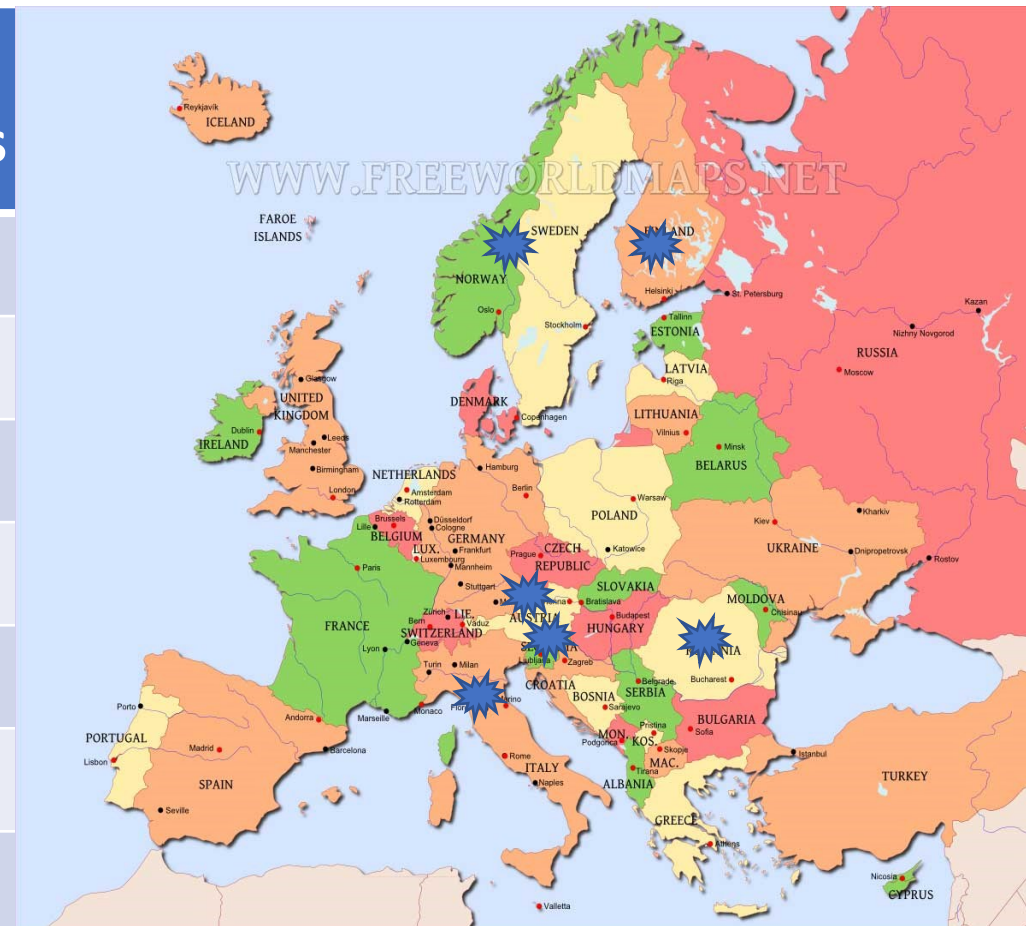 S
Reykjavik
ICELAND
WWW.FREEWORLDMAPS.NET
FAROE
ISLANDS
SWEDEN
NORWAY
Oslo
Stockholm
Helsinki
St. Petersburg
Tallinn
ESTONIA
Kazan
Nizhny Novgorod
RUSSIA
Moscow
LATVIA
Riga
Glasgow
UNITED
KINGDOM
DENMARK
Copenhagen
LITHUANIA
Vilnius
Minsk
BELARUS
Dublin
IRELAND
Leeds
Manchester
Birmingham
London
NETHERLANDS
Amsterdam
Rotterdam
Hamburg
Berlin
Warsaw
POLAND
Katowice
Kharkiv
Kiev
UKRAINE
Dnipropetrovsk
Rostov
Brussels
Lille
BELGIUM
Düsseldorf
Cologne
GERMANY
LUX.
Frankfurt
Luxembourg
Mannheim
Stuttgart
Prague
CZECH
REPUBLIC
Paris
FRANCE
SLOVAKIA
Bratislava
MOLDOVA
Chisinau
Zürich
LIE.
Bern
Vaduz
SWITZERLAND
Geneva
AUSTRIA
Budapest
HUNGARY
Lyon
Turin
Milan
Ljubljana
Zagreb
CROATIA
Belgrade
Bucharest
BOSNIA
SERBIA
Sarajevo
Monaco
Marseille
Andorra
Porto
PORTUGAL
Lisbon
Madrid
SPAIN
Barcelona
Seville
Rome
ITALY
Naples
MON.
Podgorica
Pristina
KOS.
Skopje
MAC.
Tirana
ALBANIA
BULGARIA
Sofia
Istanbul
TURKEY
GREECE
Athens
Nicosia
CYPRUS
Valletta